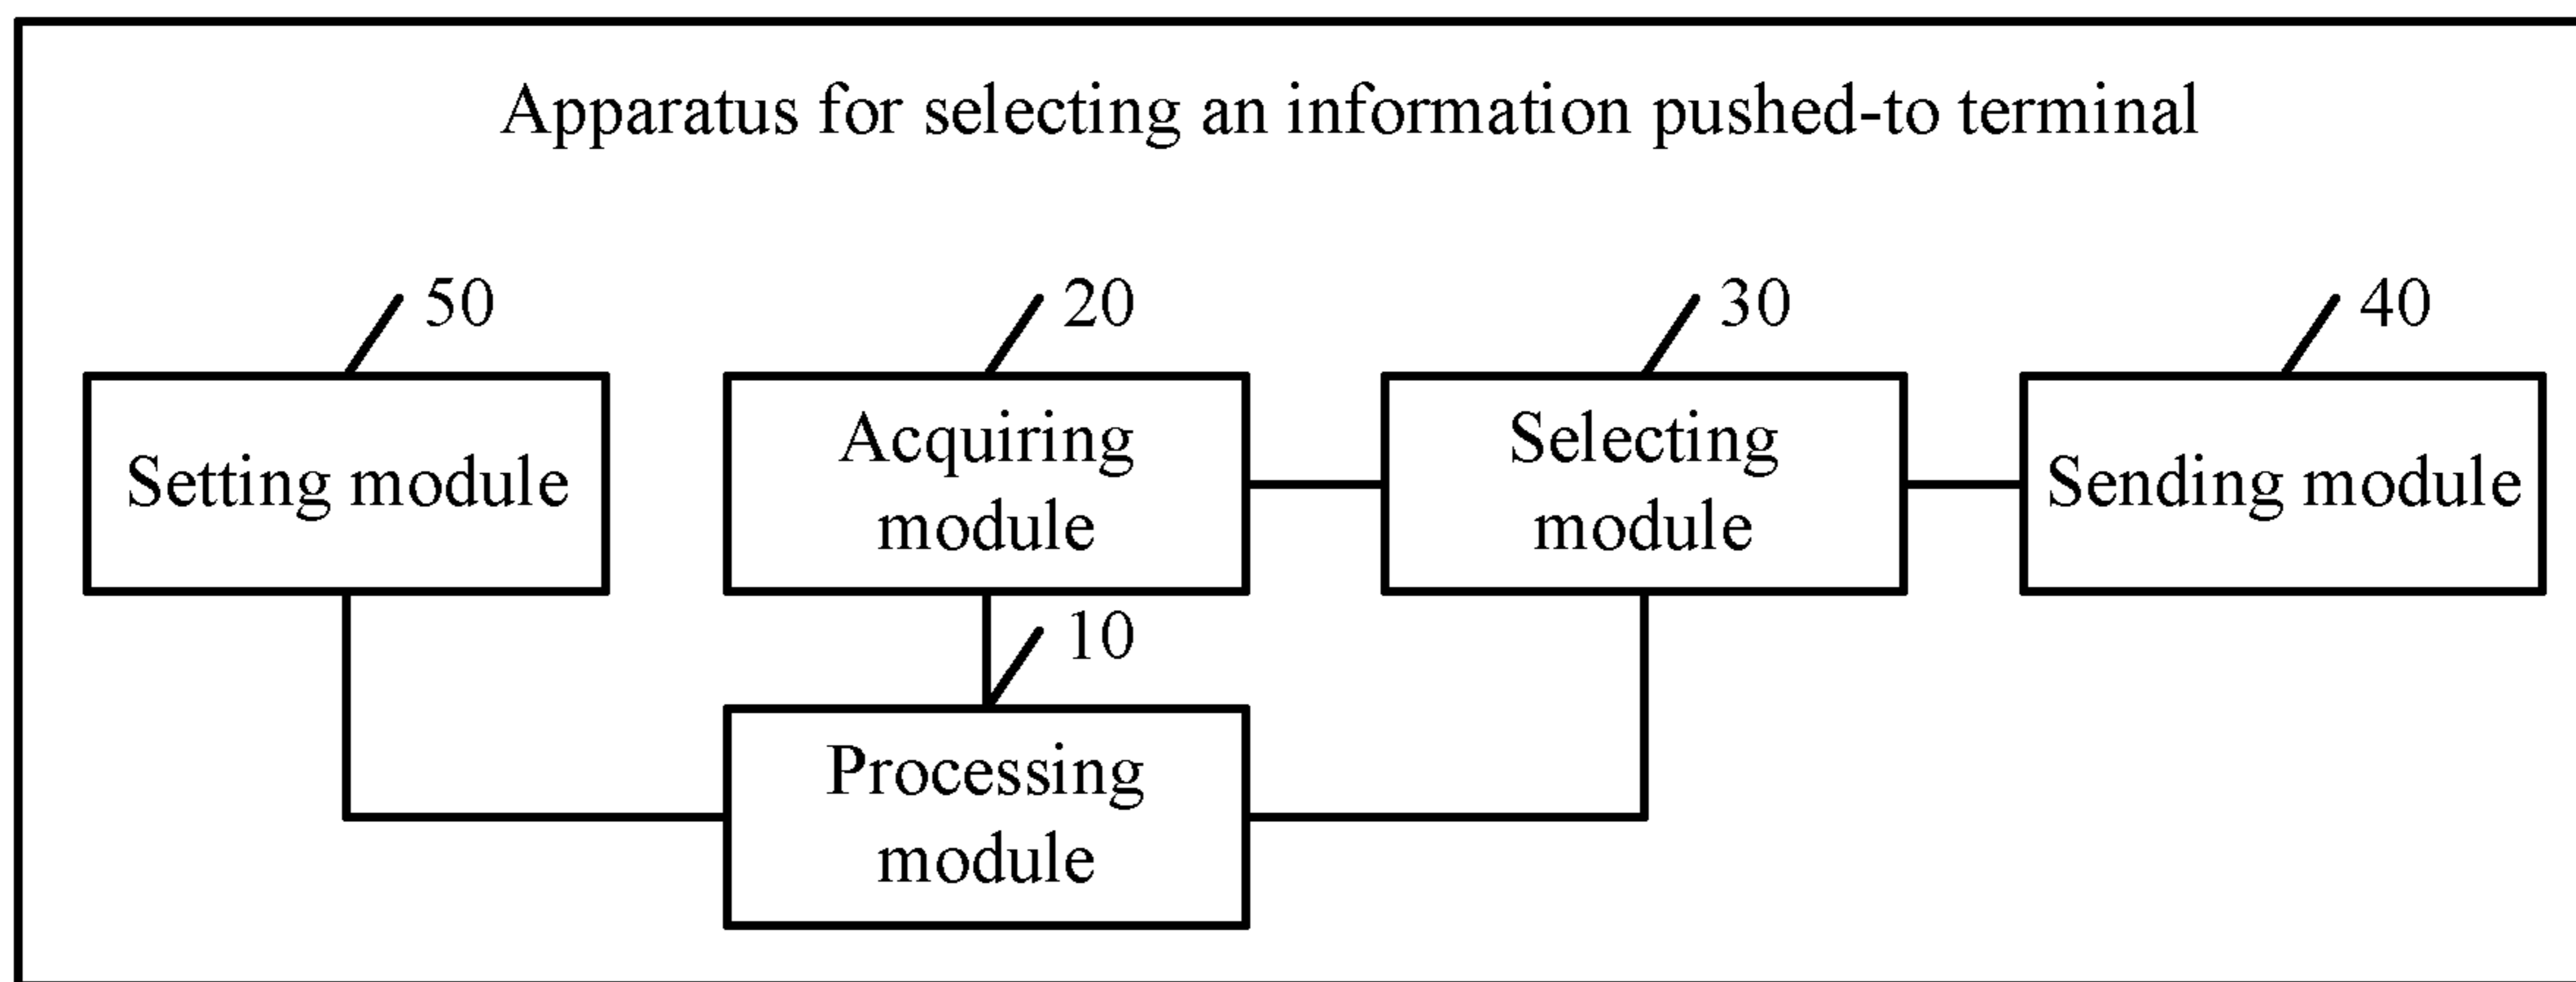 Apparatus for selecting an information pushed-to terminal
50
20
30
40
Setting module
Acquiring
module
Selecting
module
Sending module
10
Processing
module